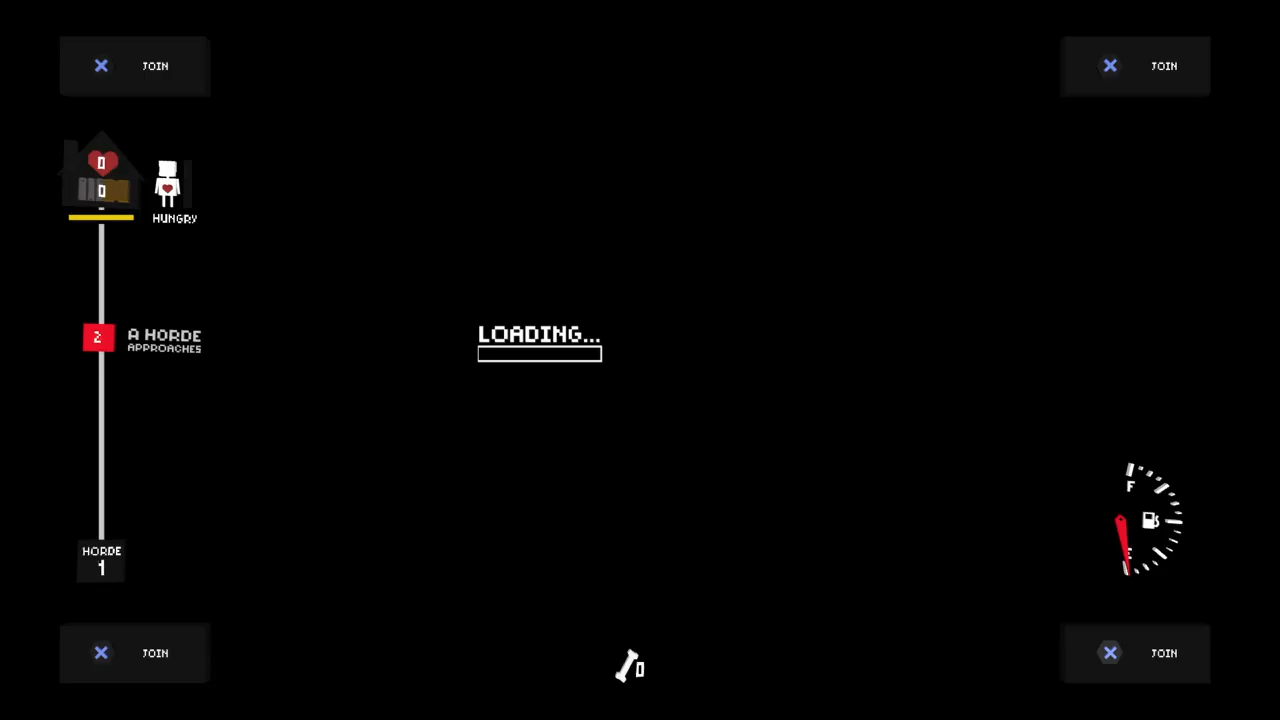 JOIN
JOIN
0
0
HUNGRY
LOADING...
2
A HORDE
APPROACHES
F
E
HORDE
1
JOIN
JOIN
0